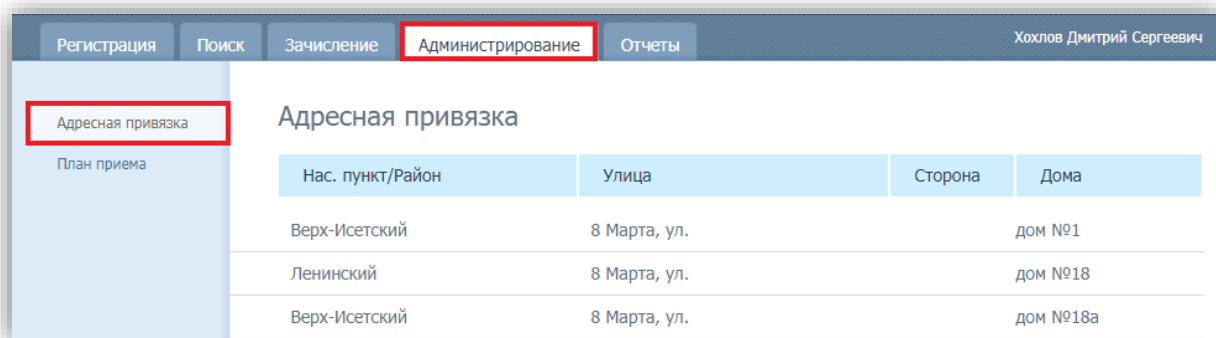 Регистрация Поиск Зачисление Администрирование Отчеты Хохлов Дмитрий Сергеевич
Адресная привязка
План приема
Адресная привязка
Нас. пункт/Район Улица Сторона Дома
Верх-Исетский 8 Марта, ул. дом №1
Ленинский 8 Марта, ул. дом №18
Верх-Исетский 8 Марта, ул. дом №18а